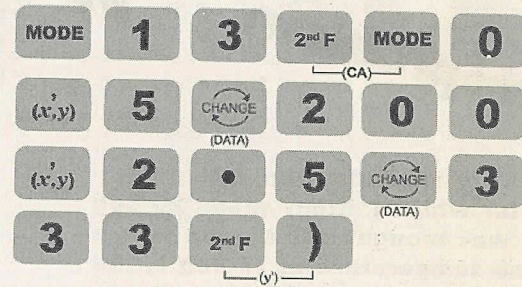 MODE 1 3 2nd F MODE 0
(CA)
(x,y) 5 CHANGE 2 0 0
(DATA)
(x,y) 2 • 5 CHANGE 3
(DATA)
3 3 2nd F )
(y')